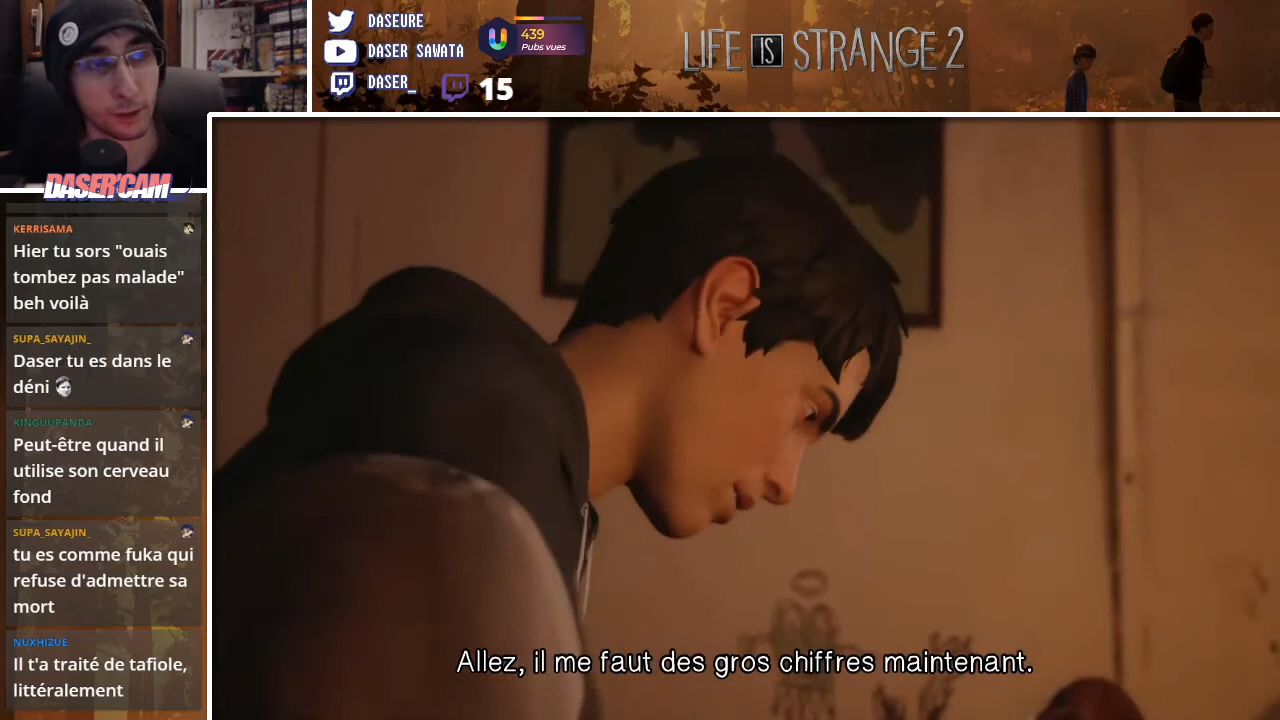 DASEURE
DASER SAWATA
DASER_
439
Pubs vues
15
LIFE IS STRANGE 2
DASER'CAM
KERRISAMA
Hier tu sors "ouais
tombez pas malade"
beh voilà
SUPA_SAYAJIN_
Daser tu es dans le
déni
KINGUUPANDA
Peut-être quand il
utilise son cerveau
fond
SUPA_SAYAJIN_
tu es comme fuka qui
refuse d'admettre sa
mort
NUXHIZUE
Il t'a traité de tafiole,
littéralement
Allez, il me faut des gros chiffres maintenant.